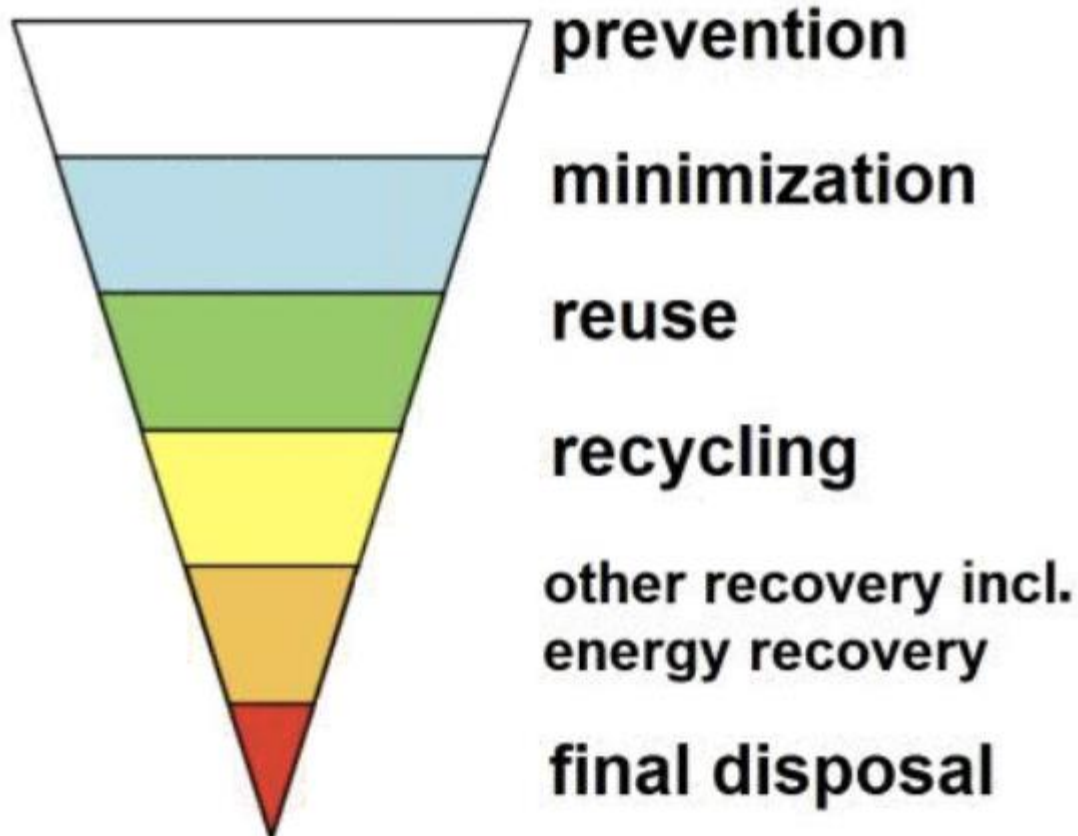 prevention
minimization
reuse
recycling
other recovery incl.
energy recovery
final disposal